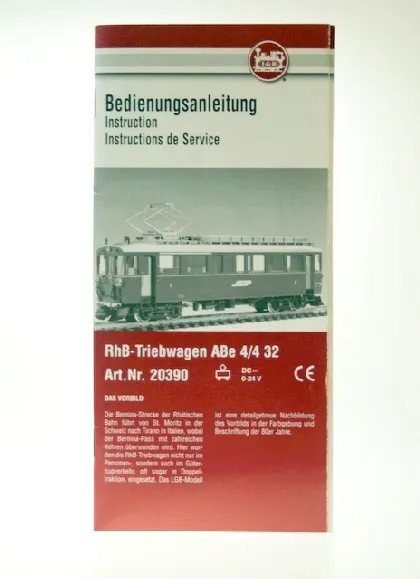 LGB
®
Bedienungsanleitung
Instruction
Instructions de Service
RhB-Triebwagen ABe 4/4 32
Art.Nr. 20390
DC
0-24 V
CE
DAS VORBILD
Die Bernina-Strecke der Rhätischen
Bahn führt von St. Moritz in der
Schweiz nach Tirano in Italien, wobei
der Bernina-Pass mit zahlreichen
Kehren überwunden wird. Hier wur-
den die RhB-Triebwagen nicht nur im
Personen-, sondern auch im Güter-
zugverkehr, oft sogar in Doppel-
traktion, eingesetzt. Das LGB-Modell
ist eine detailgetreue Nachbildung
des Vorbilds in der Farbgebung und
Beschriftung der 80er Jahre.